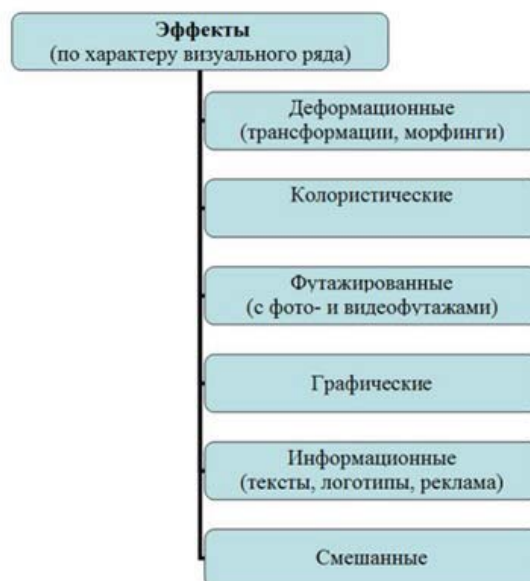 Эффекты
(по характеру визуального ряда)
Деформационные
(трансформации, морфинги)
Колористические
Футажированные
(с фото- и видеофутажами)
Графические
Информационные
(тексты, логотипы, реклама)
Смешанные